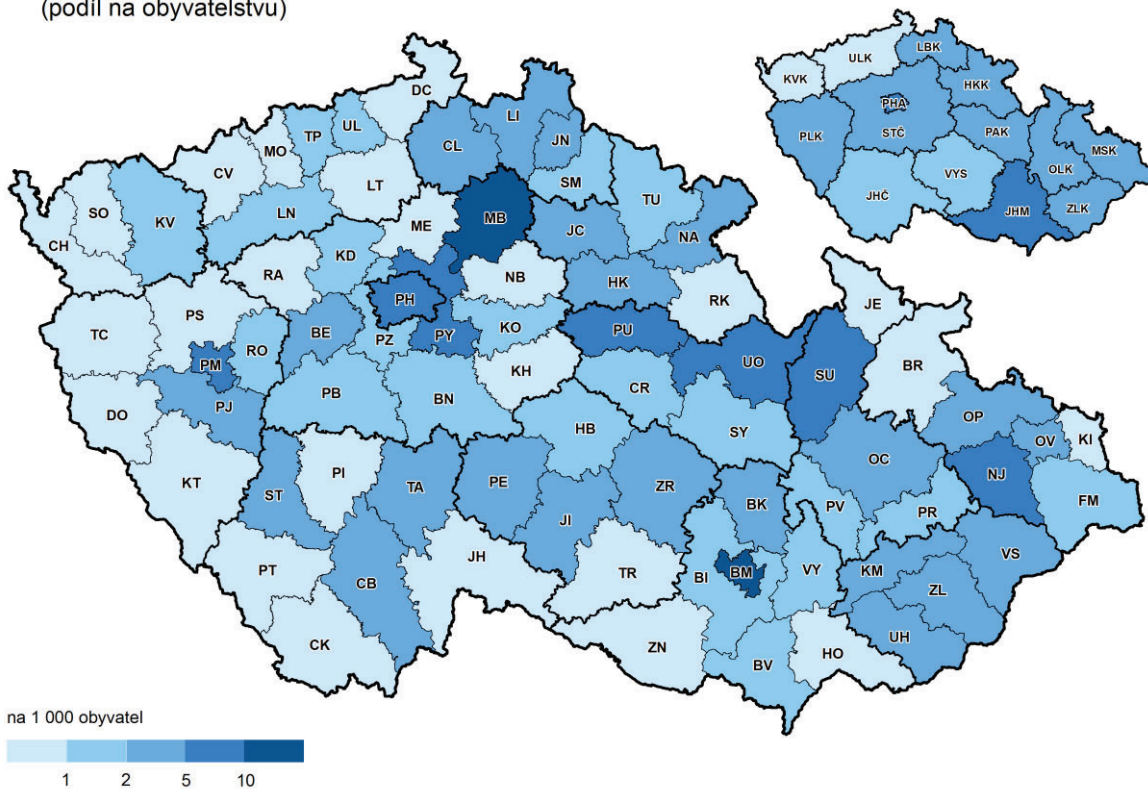 (podíl na obyvatelstvu)
DC
LI
UL
TP
JN
MO
CL
CV
LT
SM
TU
SO
KV
LN
ME
MB
JC
NA
CH
KD
RA
NB
HK
PH
RK
TC
PS
BE
PZ
PY
KO
PU
RO
PM
UO
KH
CR
PJ
PB
BN
DO
HB
SY
KT
ST
PI
TA
PE
ZR
JI
BK
PT
CB
JH
TR
BI
BM
VY
CK
ZN
BV
HO
JE
SU
BR
OP
OV
KI
OC
NJ
FM
PV
PR
VS
KM
ZL
UH
ULK
LBK
KVK
HKK
PHA
PLK
STČ
PAK
MSK
OLK
VYS
JHČ
JHM
ZLK
na 1 000 obyvatel
1 2 5 10